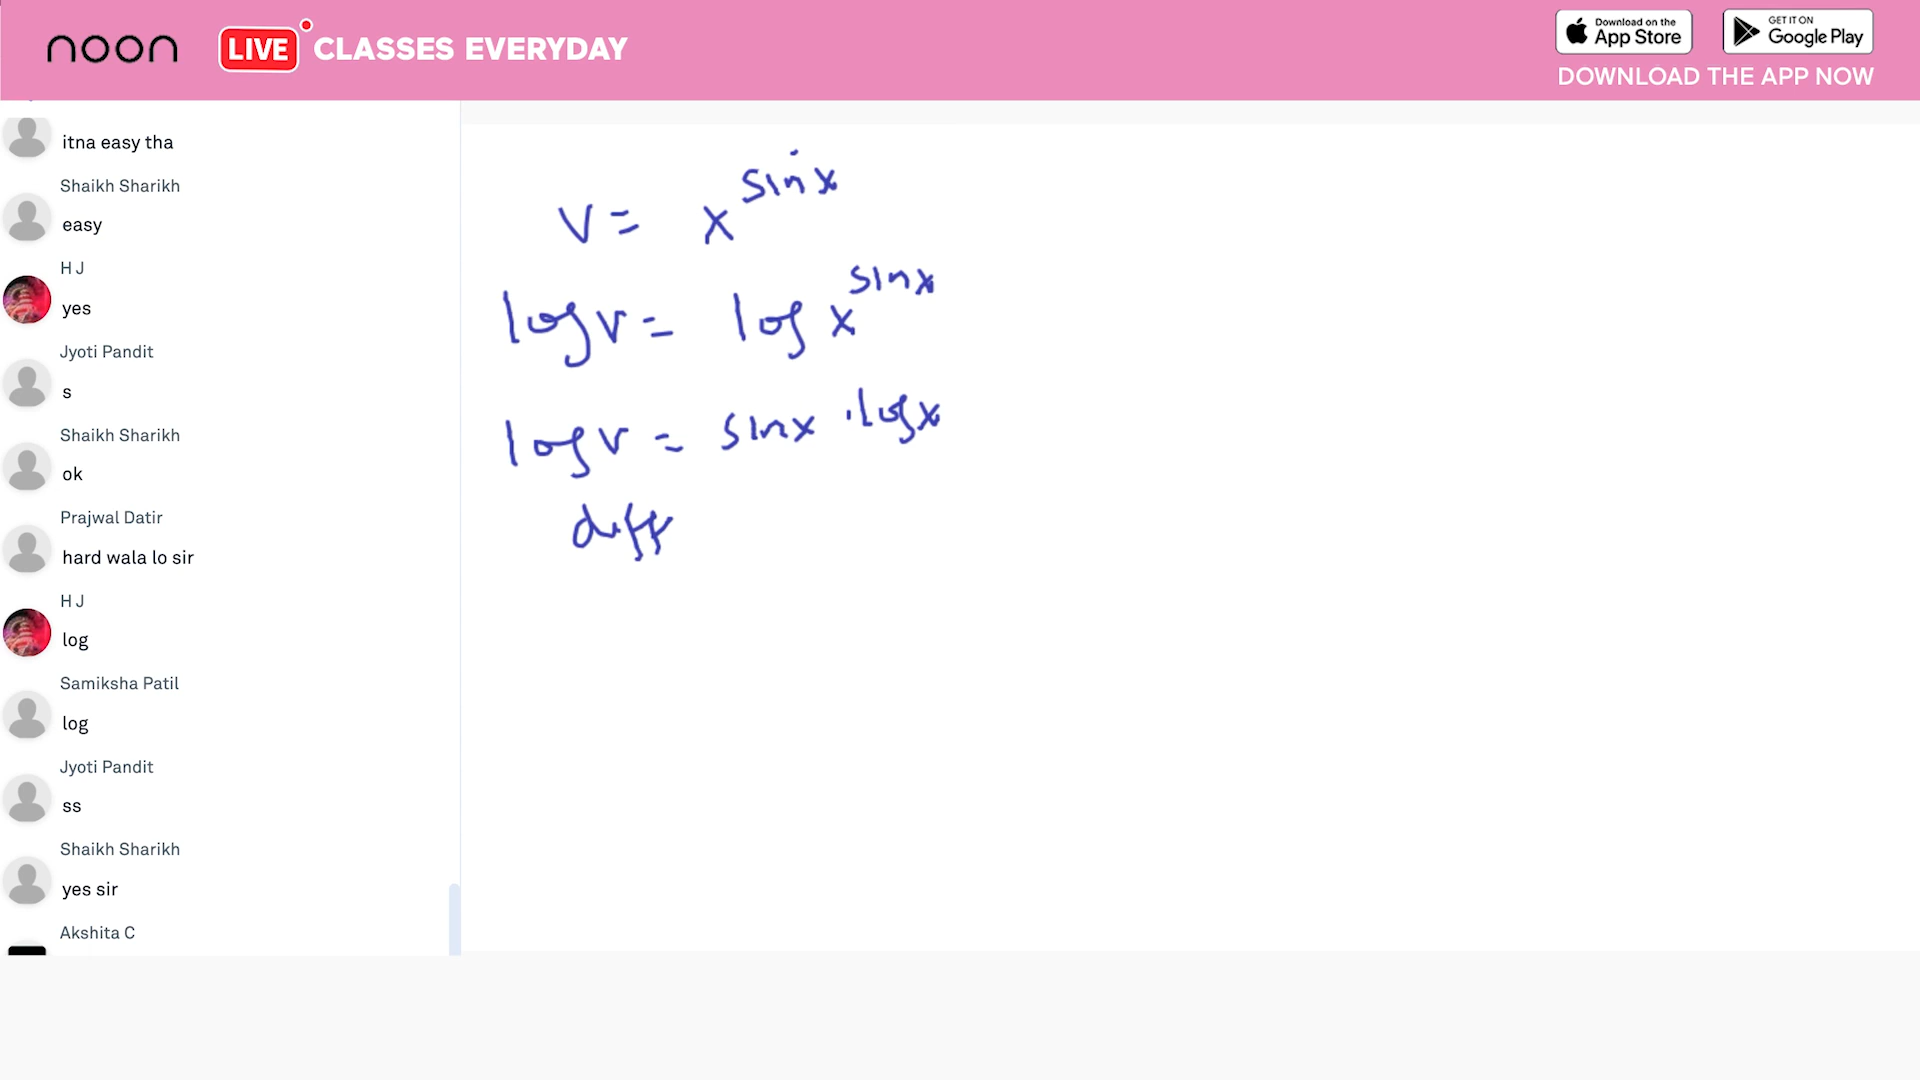 noon LIVE CLASSES EVERYDAY
Download on the App Store
GET IT ON Google Play
DOWNLOAD THE APP NOW
itna easy tha
Shaikh Sharikh
easy
H J
yes
Jyoti Pandit
s
Shaikh Sharikh
ok
Prajwal Datir
hard wala lo sir
H J
log
Samiksha Patil
log
Jyoti Pandit
ss
Shaikh Sharikh
yes sir
Akshita C
v = x^sinx
log v = log x^sinx
log v = sinx . logx
diff